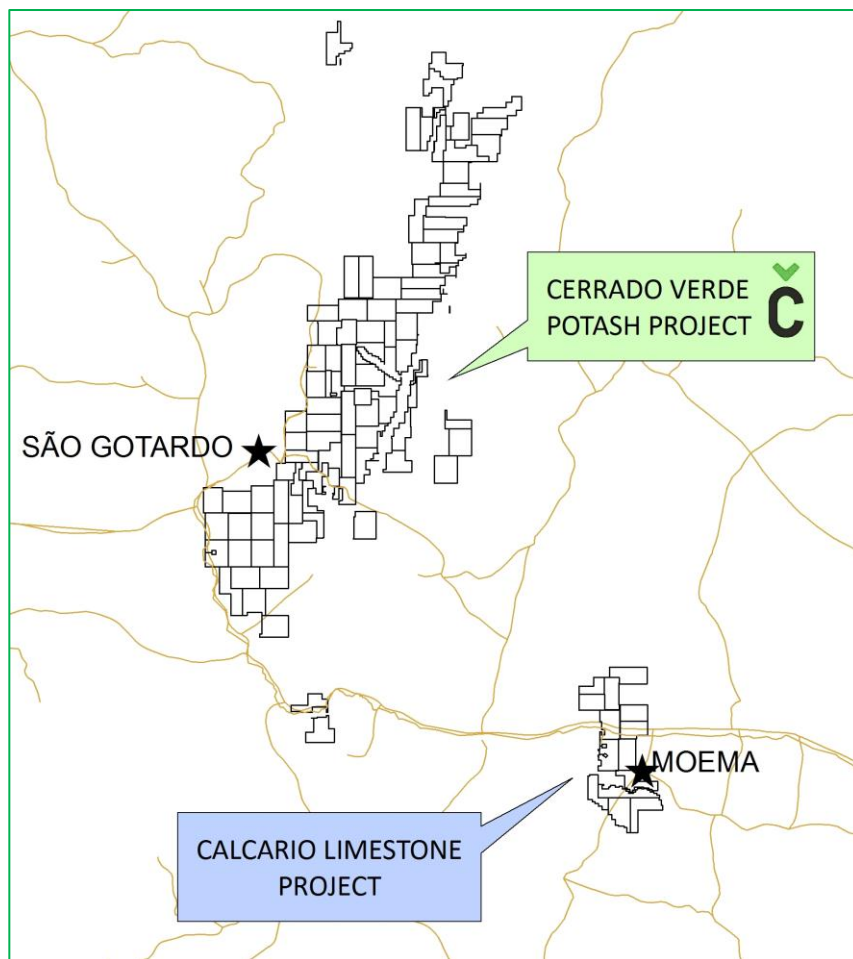 CERRADO VERDE
POTASH PROJECT
Č
SÃO GOTARDO
MOEMA
CALCARIO LIMESTONE
PROJECT